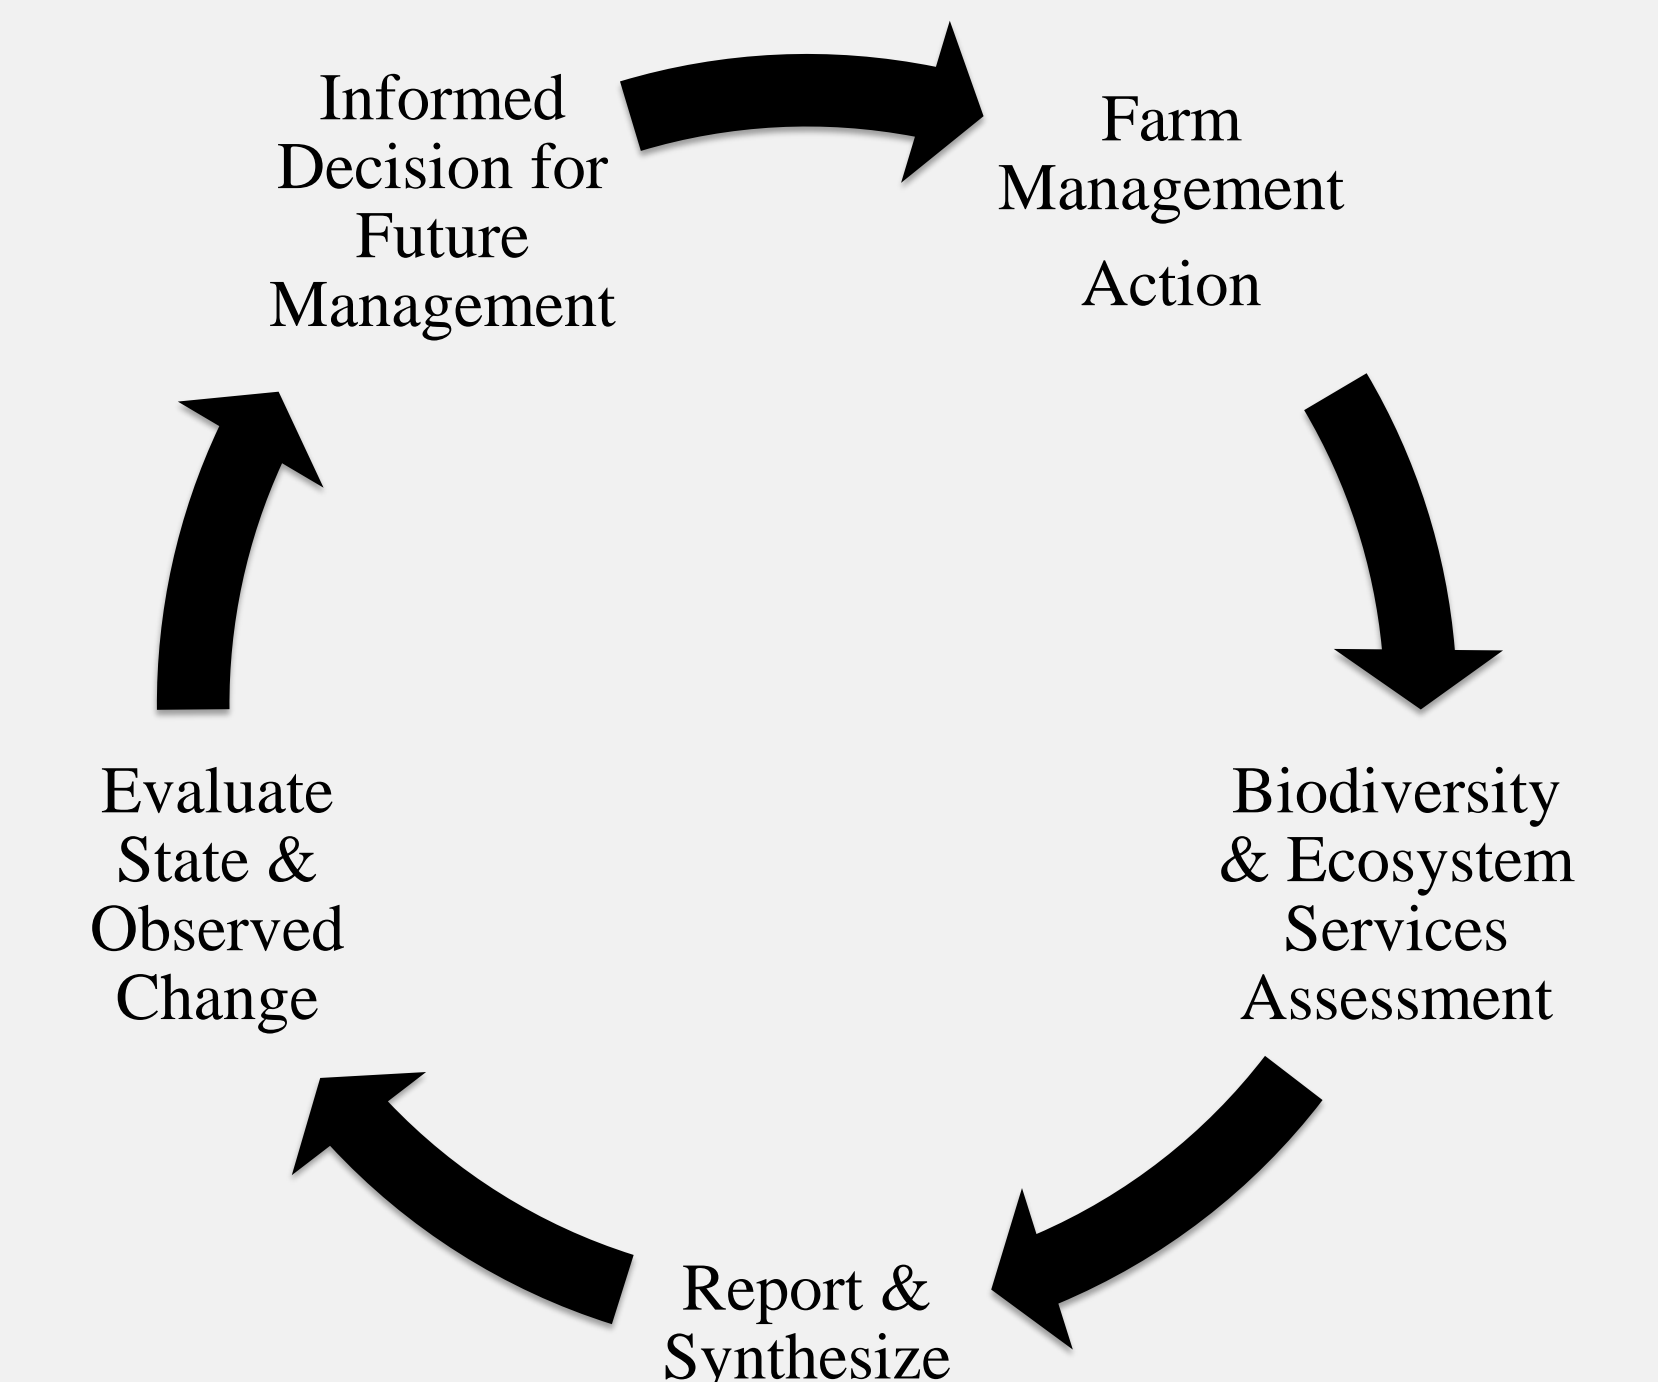 Informed
Decision for
Future
Management
Farm
Management
Action
Biodiversity
& Ecosystem
Services
Assessment
Report &
Synthesize
Evaluate
State &
Observed
Change